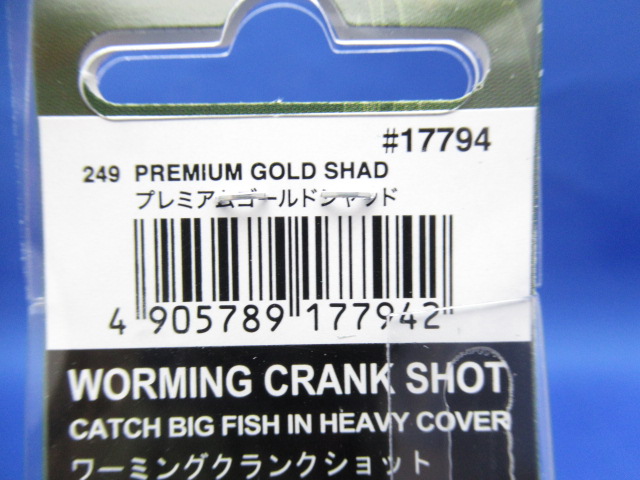 #17794
249 PREMIUM GOLD SHAD
プレミアムゴールドシャッド
4 905789 177942
WORMING CRANK SHOT
CATCH BIG FISH IN HEAVY COVER
ワーミングクランクショット